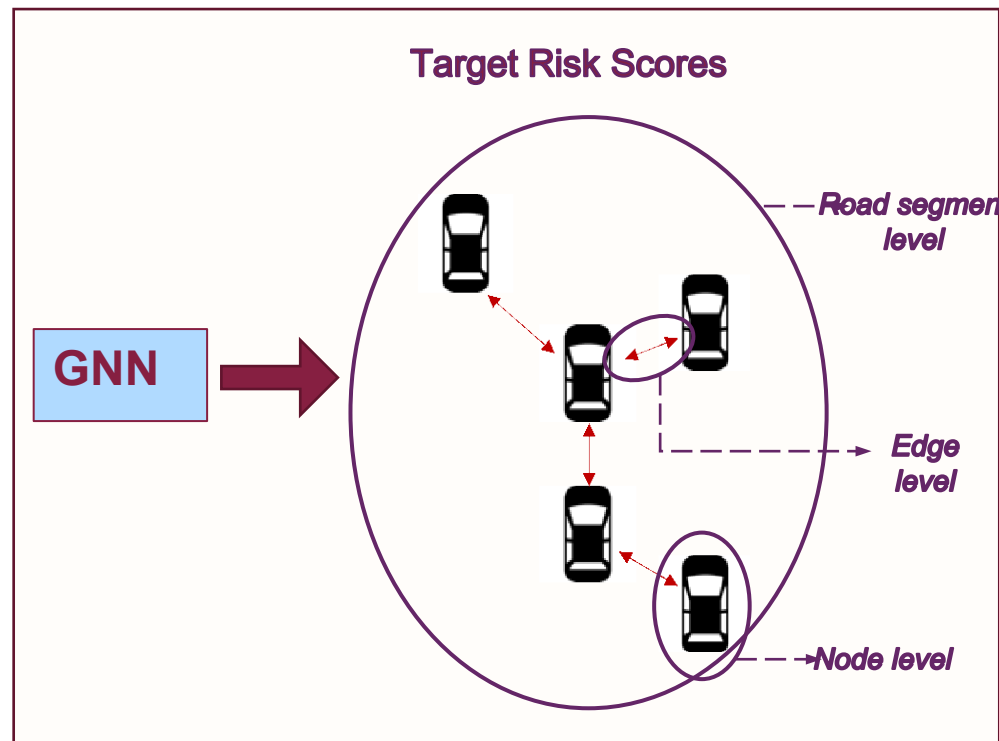 Target Risk Scores
Road segmen
level
GNN
Edge
level
Node level